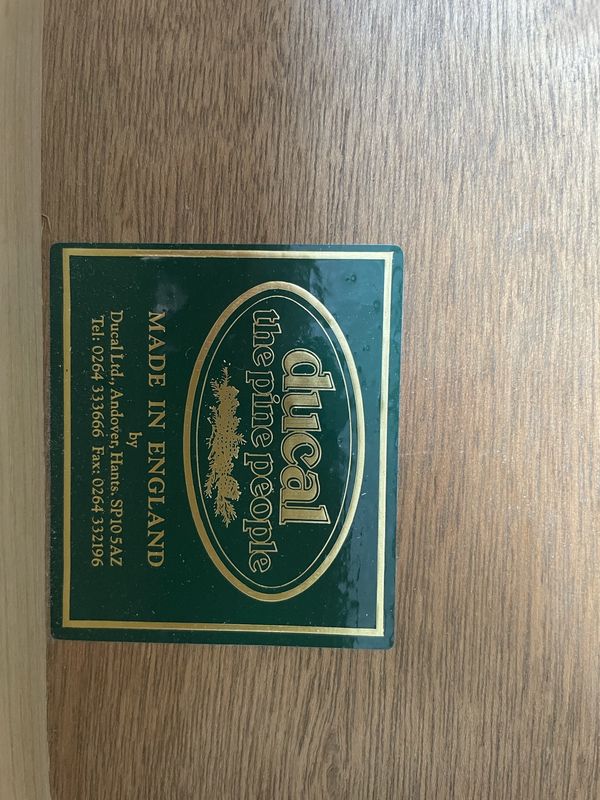 ducal
the pine people
MADE IN ENGLAND
by
Ducal Ltd., Andover, Hants. SP10 5AZ
Tel: 0264 333666 Fax: 0264 332196